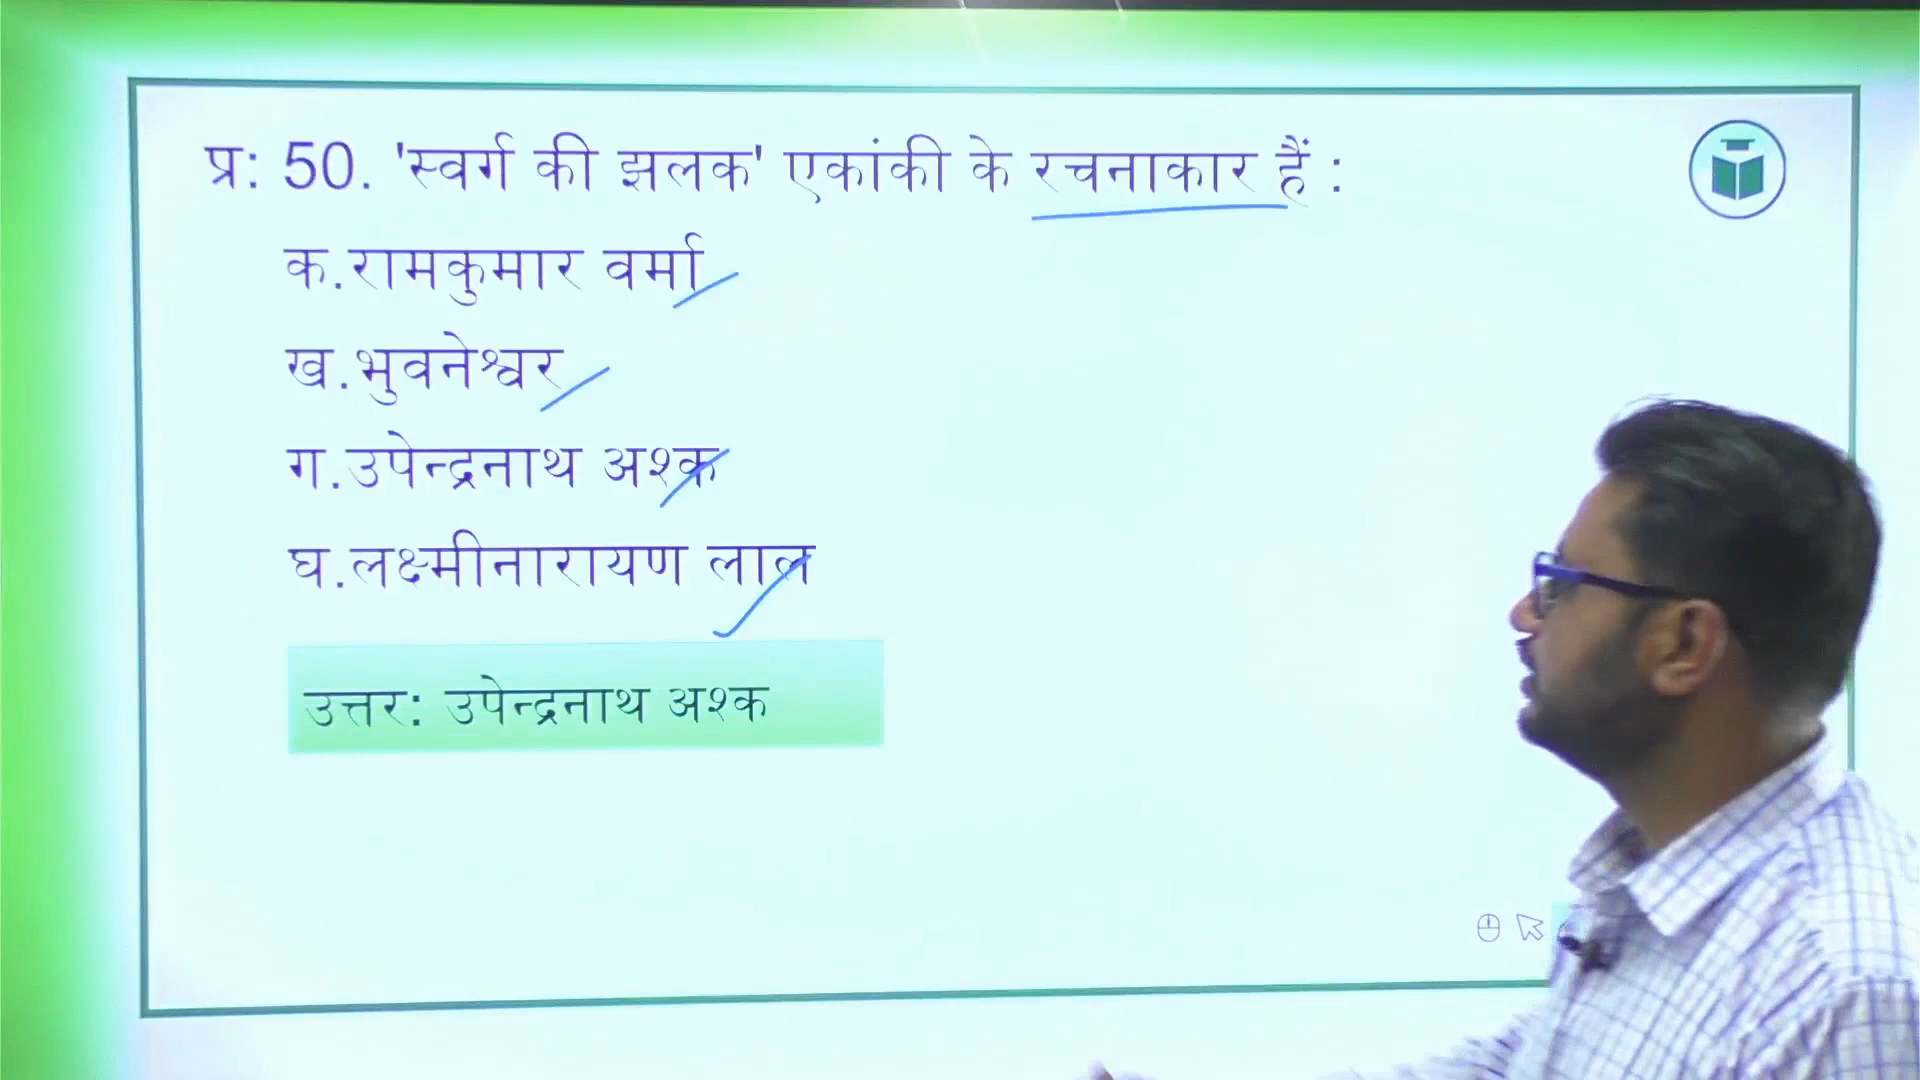 प्र: 50. 'स्वर्ग की झलक' एकांकी के रचनाकार हैं :
क.रामकुमार वर्मा
ख.भुवनेश्वर
ग.उपेन्द्रनाथ अश्क
घ.लक्ष्मीनारायण लाल
उत्तर: उपेन्द्रनाथ अश्क